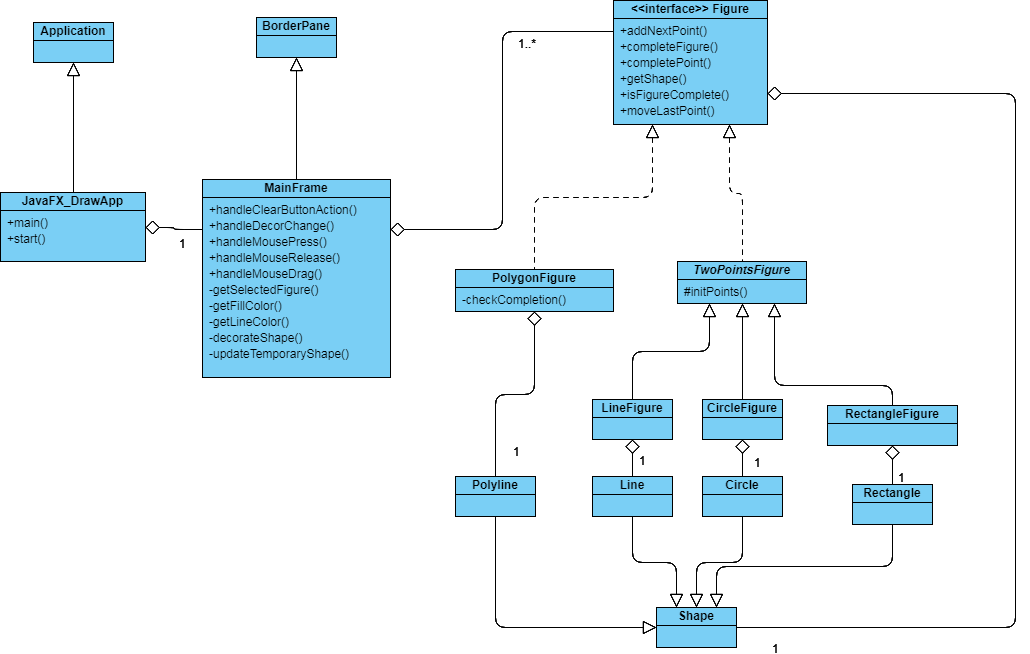 Application
BorderPane
<<interface>> Figure
+addNextPoint()
+completeFigure()
+completePoint()
+getShape()
+isFigureComplete()
+moveLastPoint()
1..*
JavaFX_DrawApp
+main()
+start()
1
MainFrame
+handleClearButtonAction()
+handleDecorChange()
+handleMousePress()
+handleMouseRelease()
+handleMouseDrag()
-getSelectedFigure()
-getFillColor()
-getLineColor()
-decorateShape()
-updateTemporaryShape()
PolygonFigure
-checkCompletion()
TwoPointsFigure
#initPoints()
LineFigure
CircleFigure
RectangleFigure
1
1
1
1
Polyline
Line
Circle
Rectangle
Shape
1